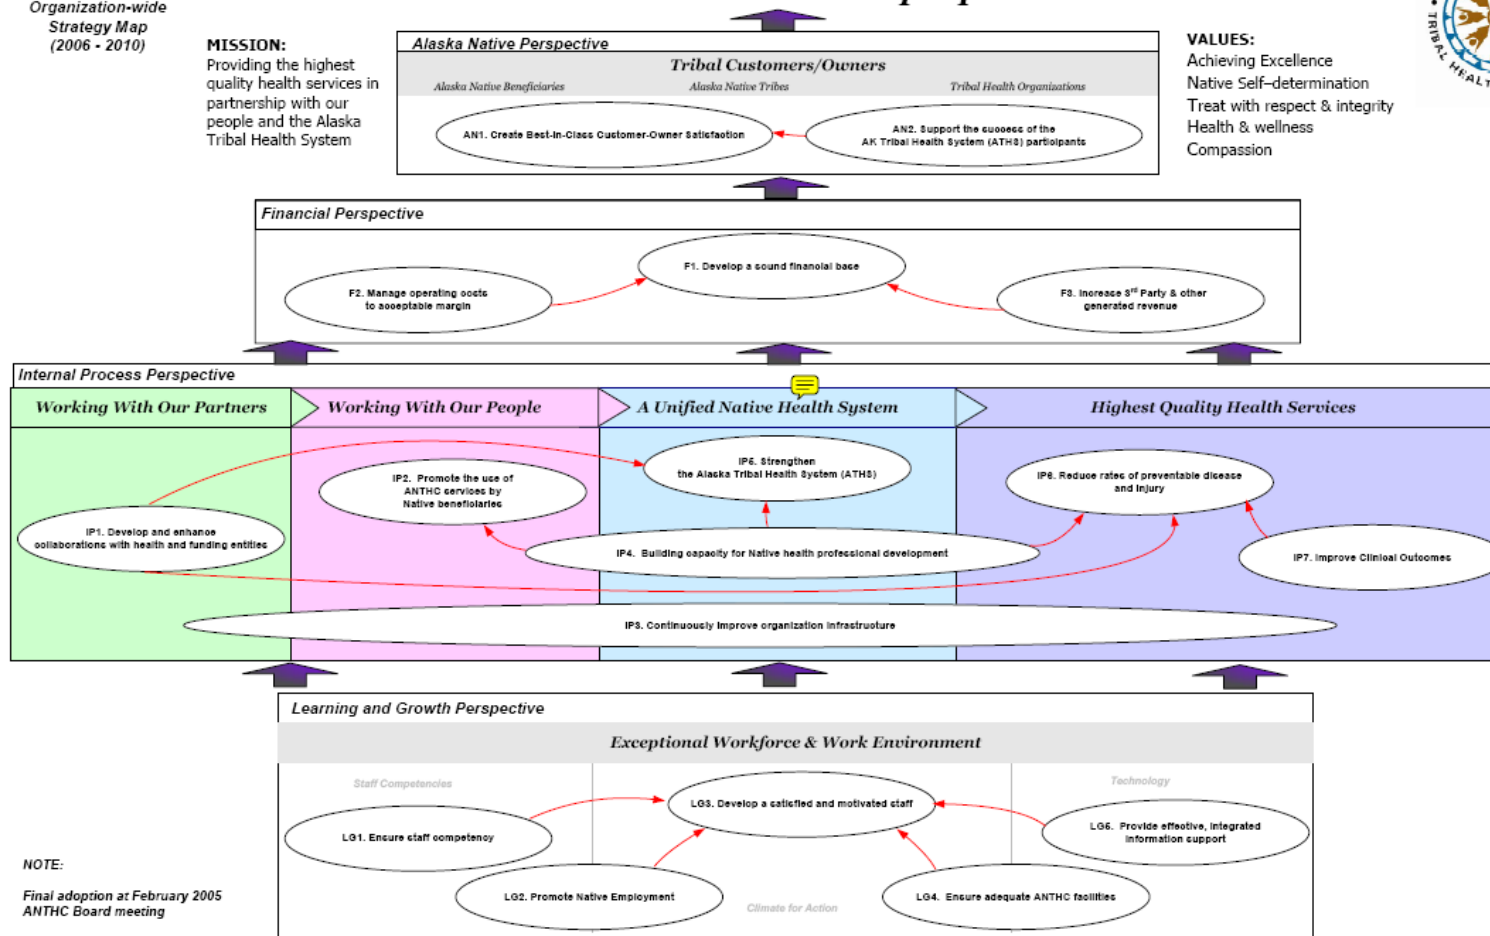 Organization-wide
Strategy Map
(2006 - 2010)
MISSION:
Providing the highest
quality health services in
partnership with our
people and the Alaska
Tribal Health System
Alaska Native Perspective
Tribal Customers/Owners
Alaska Native Beneficiaries
Alaska Native Tribes
Tribal Health Organizations
AN1. Create Best-In-Class Customer-Owner Satisfaction
AN2. Support the success of the
AK Tribal Health System (ATHS) participants
VALUES:
Achieving Excellence
Native Self–determination
Treat with respect & integrity
Health & wellness
Compassion
TRIBAL
Financial Perspective
F1. Develop a sound financial base
F2. Manage operating costs
to acceptable margin
F3. Increase 3rd Party & other
generated revenue
Internal Process Perspective
Working With Our Partners
Working With Our People
A Unified Native Health System
Highest Quality Health Services
IP5. Strengthen
the Alaska Tribal Health System (ATHS)
IP2. Promote the use of
ANTHC services by
Native beneficiaries
IP6. Reduce rates of preventable disease
and Injury
IP1. Develop and enhance
collaborations with health and funding entities
IP4. Building capacity for Native health professional development
IP7. Improve Clinical Outcomes
IP3. Continuously Improve organization Infrastructure
Learning and Growth Perspective
Exceptional Workforce & Work Environment
Staff Competencies
Technology
LG3. Develop a satisfied and motivated staff
LG1. Ensure staff competency
LG5. Provide effective, Integrated
Information support
LG2. Promote Native Employment
LG4. Ensure adequate ANTHC facilities
Climate for Action
NOTE:
Final adoption at February 2005
ANTHC Board meeting